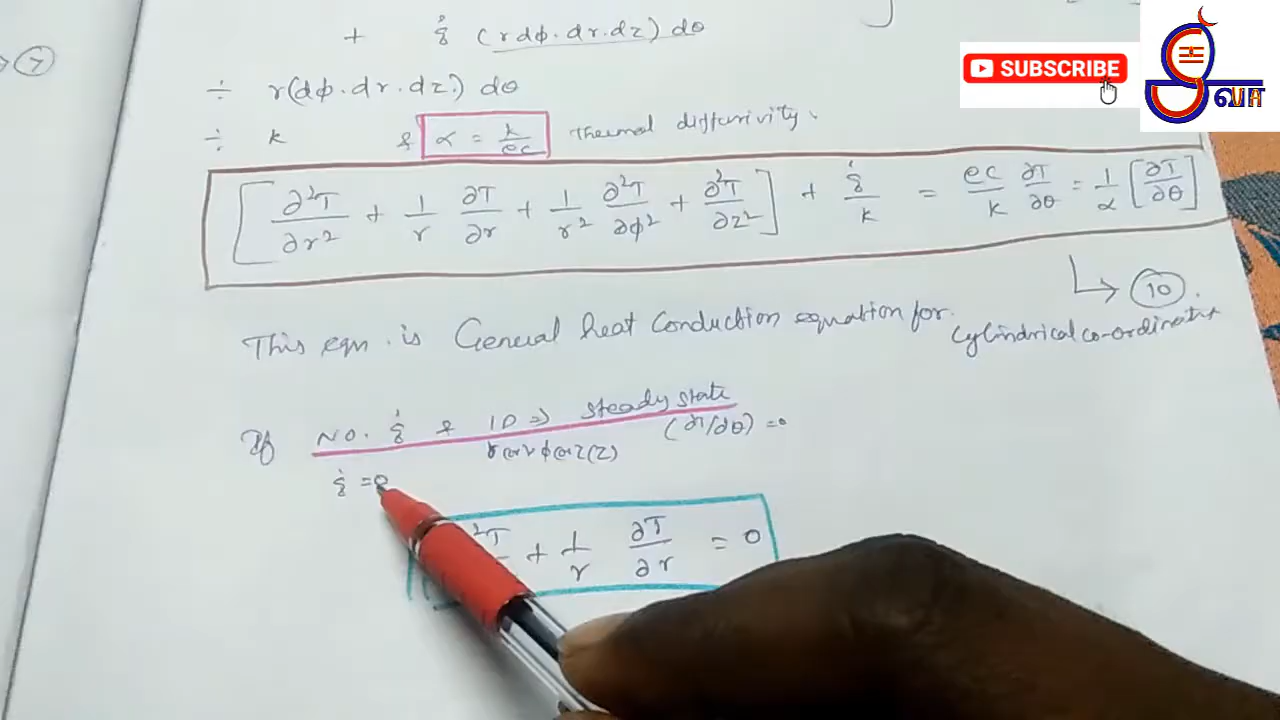 + q̇ (r dφ. dr. dz) dθ
→ 7
÷ r(dφ. dr. dz.) dθ
÷ k & α = k/ρc Thermal diffusivity.
[∂²T/∂r² + 1/r ∂T/∂r + 1/r² ∂²T/∂φ² + ∂²T/∂z²] + q̇/k = ρc/k ∂T/∂θ = 1/α [∂T/∂θ]
→ 10.
This eqn. is General heat Conduction equation for cylindrical co-ordinates
If NO. q̇ & 1D ⇒ steady state
r (or) φ (or) z (z) (∂T/∂θ) = 0
q̇ = 0
²T + 1/r ∂T/∂r = 0
SUBSCRIBE